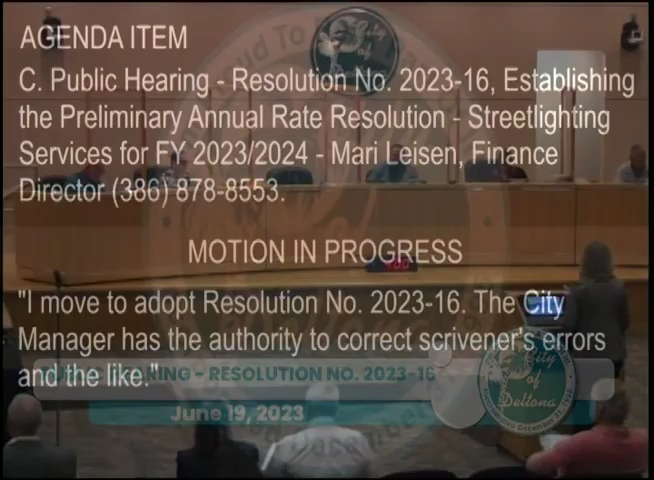 AGENDA ITEM
C. Public Hearing - Resolution No. 2023-16, Establishing
the Preliminary Annual Rate Resolution - Streetlighting
Services for FY 2023/2024 - Mari Leisen, Finance
Director (386) 878-8553.
MOTION IN PROGRESS
"I move to adopt Resolution No. 2023-16. The City
Manager has the authority to correct scrivener's errors
and the like."
HEARING - RESOLUTION NO. 2023-16
June 19, 2023
City
of
Deltona
City
of